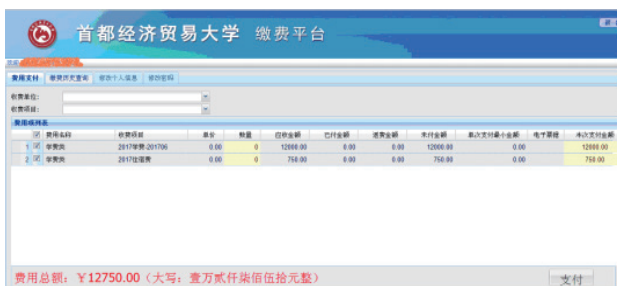 首都经济贸易大学 缴费平台
费用支付 缴费历史查询 修改个人信息 修改密码
收费单位:
收费项目:
费用项列表
费用名称 收费项目 单价 数量 应收金额 已付金额 退费金额 未付金额 单次支付最小金额 电子票据 本次支付金额
1 学费类 2017学费-201706 0.00 0 12000.00 0.00 0.00 12000.00 0.00 12000.00
2 学费类 2017住宿费 0.00 0 750.00 0.00 0.00 750.00 0.00 750.00
费用总额: ￥12750.00 (大写: 壹万贰仟柒佰伍拾元整) 支付